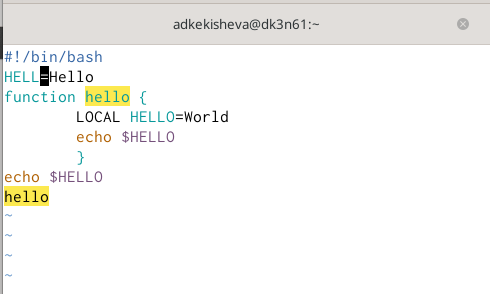 adkekisheva@dk3n61:~
#!/bin/bash
HELL=Hello
function hello {
        LOCAL HELLO=World
        echo $HELLO
        }
echo $HELLO
hello
~
~
~
~